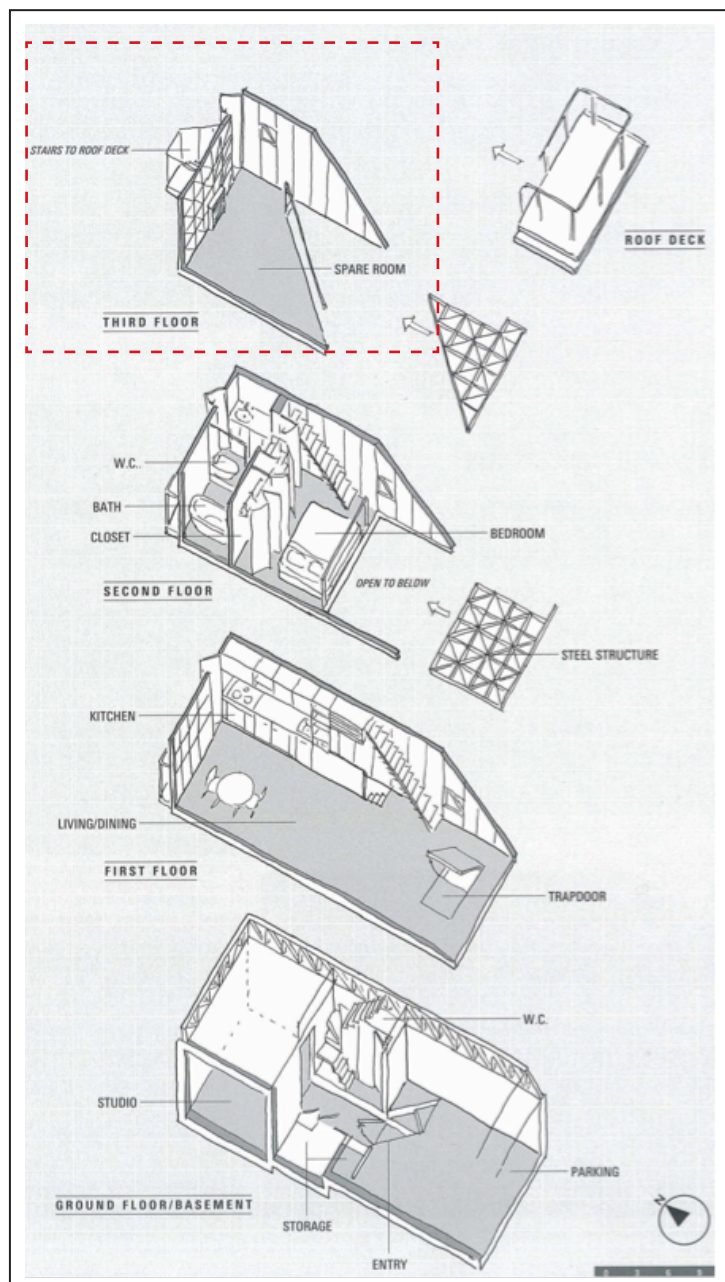 STAIRS TO ROOF DECK
ROOF DECK
SPARE ROOM
THIRD FLOOR
W.C.
BATH
CLOSET
BEDROOM
OPEN TO BELOW
SECOND FLOOR
STEEL STRUCTURE
KITCHEN
LIVING/DINING
FIRST FLOOR
TRAPDOOR
W.C.
STUDIO
PARKING
GROUND FLOOR/BASEMENT
STORAGE
ENTRY
N